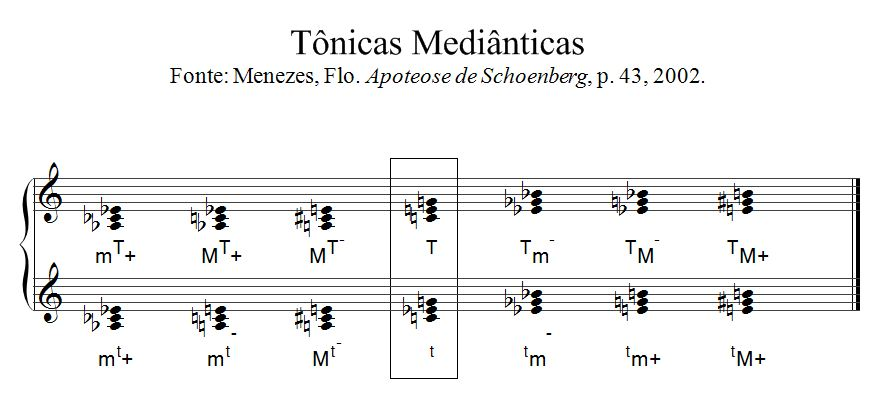 Tônicas Mediânticas
Fonte: Menezes, Flo. Apoteose de Schoenberg, p. 43, 2002.
mT+ MT+ MT- T Tm- TM- TM+
mt+ mt- Mt- t tm- tm+ tM+